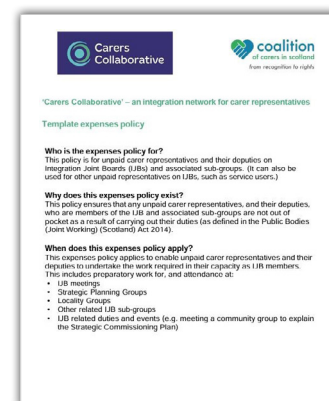 Carers
Collaborative
coalition
of carers in scotland
from recognition to rights
'Carers Collaborative' – an integration network for carer representatives
Template expenses policy
Who is the expenses policy for?
This policy is for unpaid carer representatives and their deputies on
Integration Joint Boards (IJBs) and associated sub-groups. (It can also be
used for other unpaid representatives on IJBs, such as service users.)
Why does this expenses policy exist?
This policy ensures that any unpaid carer representatives, and their deputies,
who are members of the IJB and associated sub-groups are not out of
pocket as a result of carrying out their duties (as defined in the Public Bodies
(Joint Working) (Scotland) Act 2014).
When does this expenses policy apply?
This expenses policy applies to enable unpaid carer representatives and their
deputies to undertake the work required in their capacity as IJB members.
This includes preparatory work for, and attendance at:
• IJB meetings
• Strategic Planning Groups
• Locality Groups
• Other related IJB sub-groups
• IJB related duties and events (e.g. meeting a community group to explain
the Strategic Commissioning Plan)